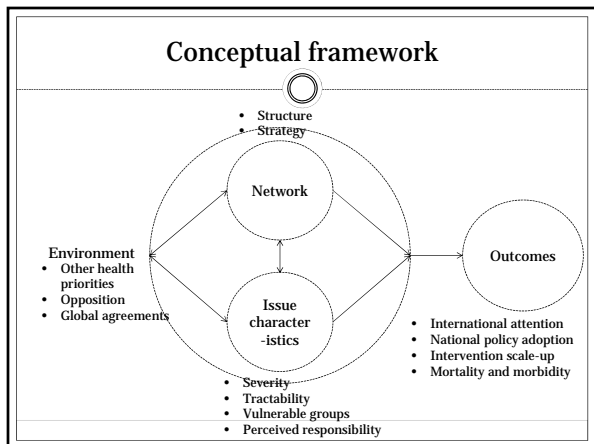 Conceptual framework
• Structure
• Strategy
Network
Environment
• Other health
priorities
• Opposition
• Global agreements
Issue
character
-istics
• Severity
• Tractability
• Vulnerable groups
• Perceived responsibility
Outcomes
• International attention
• National policy adoption
• Intervention scale-up
• Mortality and morbidity